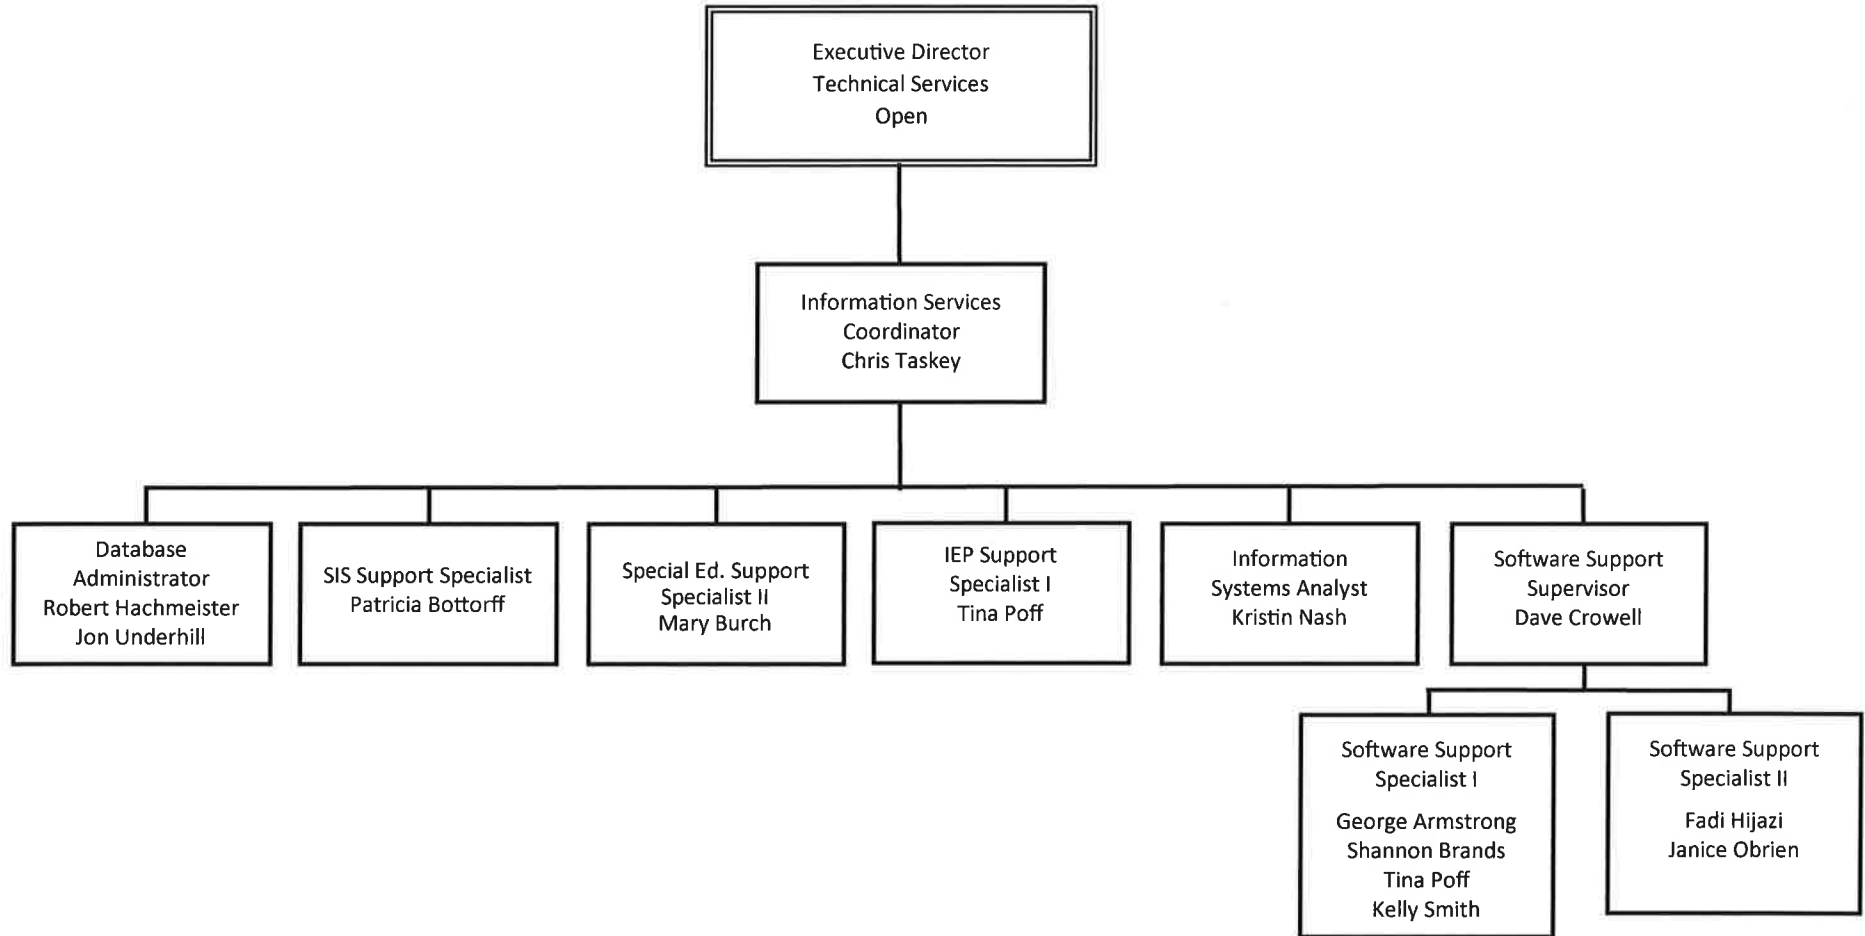 Executive Director
Technical Services
Open
Information Services
Coordinator
Chris Taskey
Database
Administrator
Robert Hachmeister
Jon Underhill
SIS Support Specialist
Patricia Bottorff
Special Ed. Support
Specialist II
Mary Burch
IEP Support
Specialist I
Tina Poff
Information
Systems Analyst
Kristin Nash
Software Support
Supervisor
Dave Crowell
Software Support
Specialist I
George Armstrong
Shannon Brands
Tina Poff
Kelly Smith
Software Support
Specialist II
Fadi Hijazi
Janice Obrien